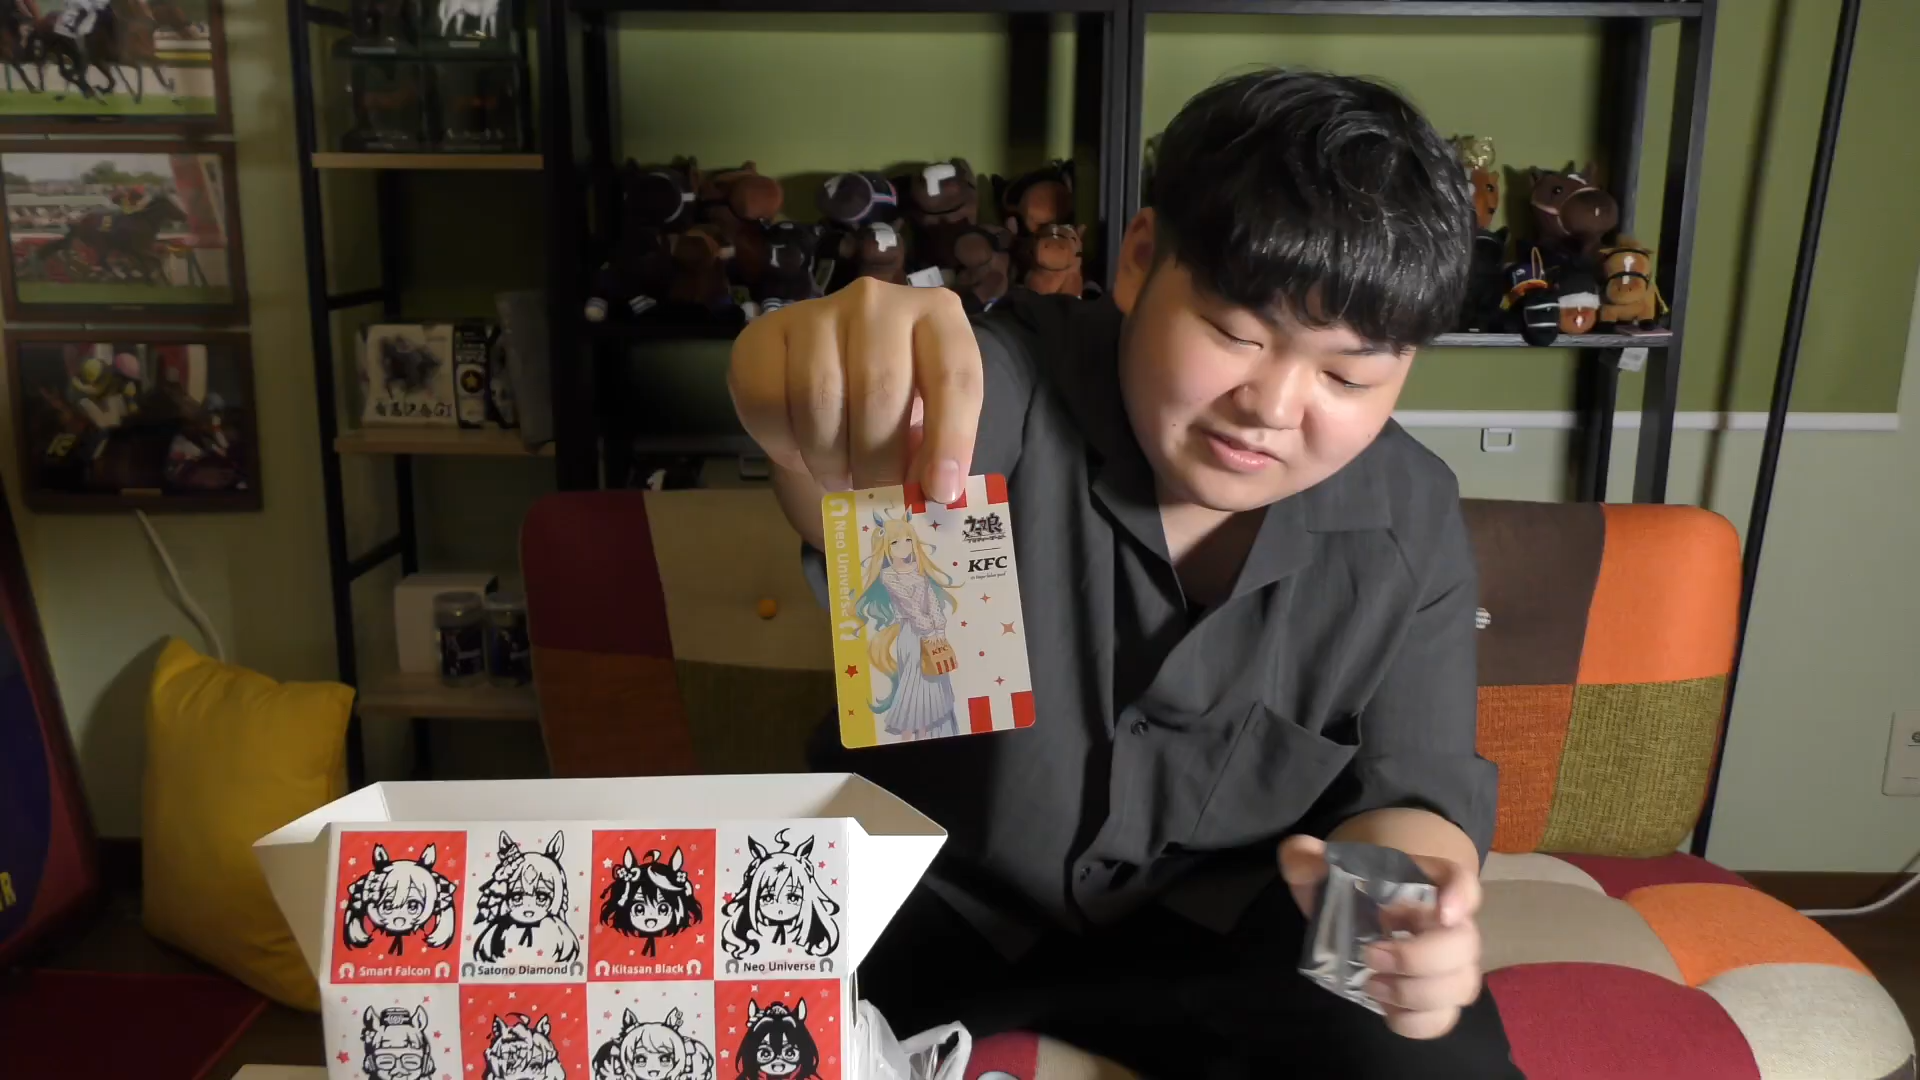 Neo Universe
ウマ娘
KFC
KFC
Smart Falcon
Satono Diamond
Kitasan Black
Neo Universe